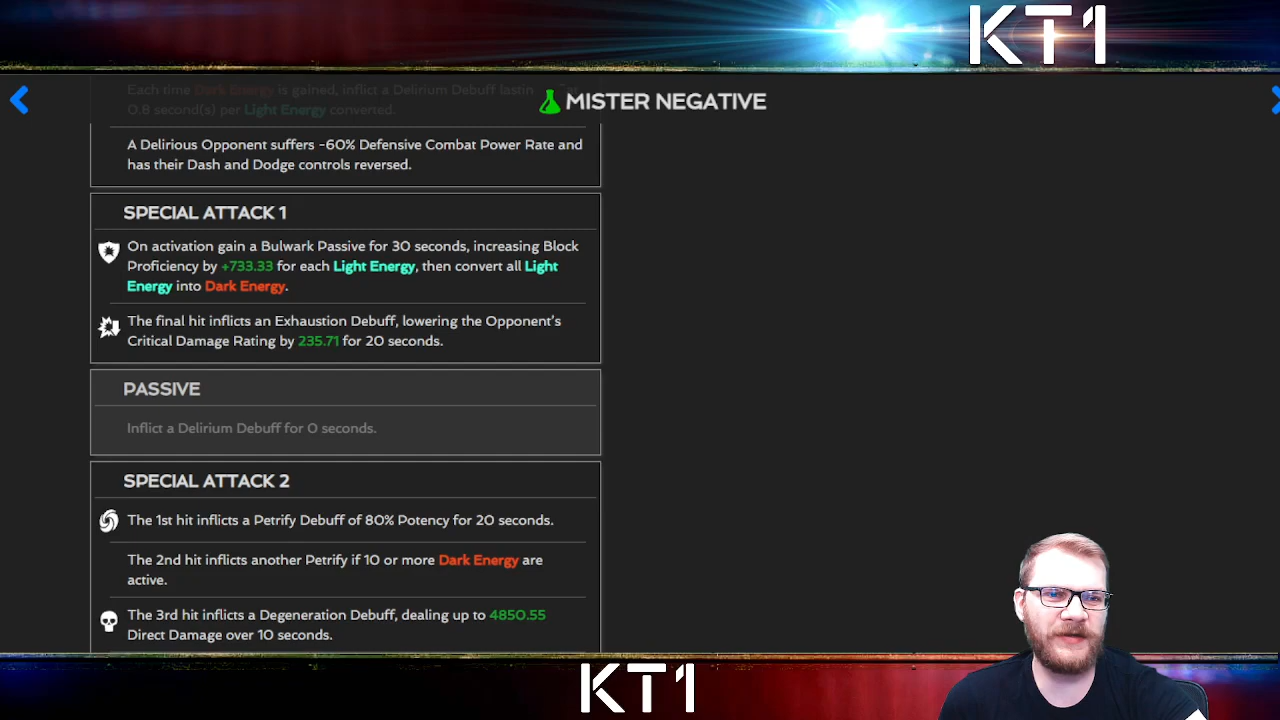 KT1
Each time Dark Energy is gained, inflict a Delirium Debuff
0.8 second(s) per Light Energy converted.
MISTER NEGATIVE
A Delirious Opponent suffers -60% Defensive Combat Power Rate and
has their Dash and Dodge controls reversed.
SPECIAL ATTACK 1
On activation gain a Bulwark Passive for 30 seconds, increasing Block
Proficiency by +733.33 for each Light Energy, then convert all Light
Energy into Dark Energy.
The final hit inflicts an Exhaustion Debuff, lowering the Opponent's
Critical Damage Rating by 235.71 for 20 seconds.
PASSIVE
Inflict a Delirium Debuff for 0 seconds.
SPECIAL ATTACK 2
The 1st hit inflicts a Petrify Debuff of 80% Potency for 20 seconds.
The 2nd hit inflicts another Petrify if 10 or more Dark Energy are
active.
The 3rd hit inflicts a Degeneration Debuff, dealing up to 4850.55
Direct Damage over 10 seconds.
KT1